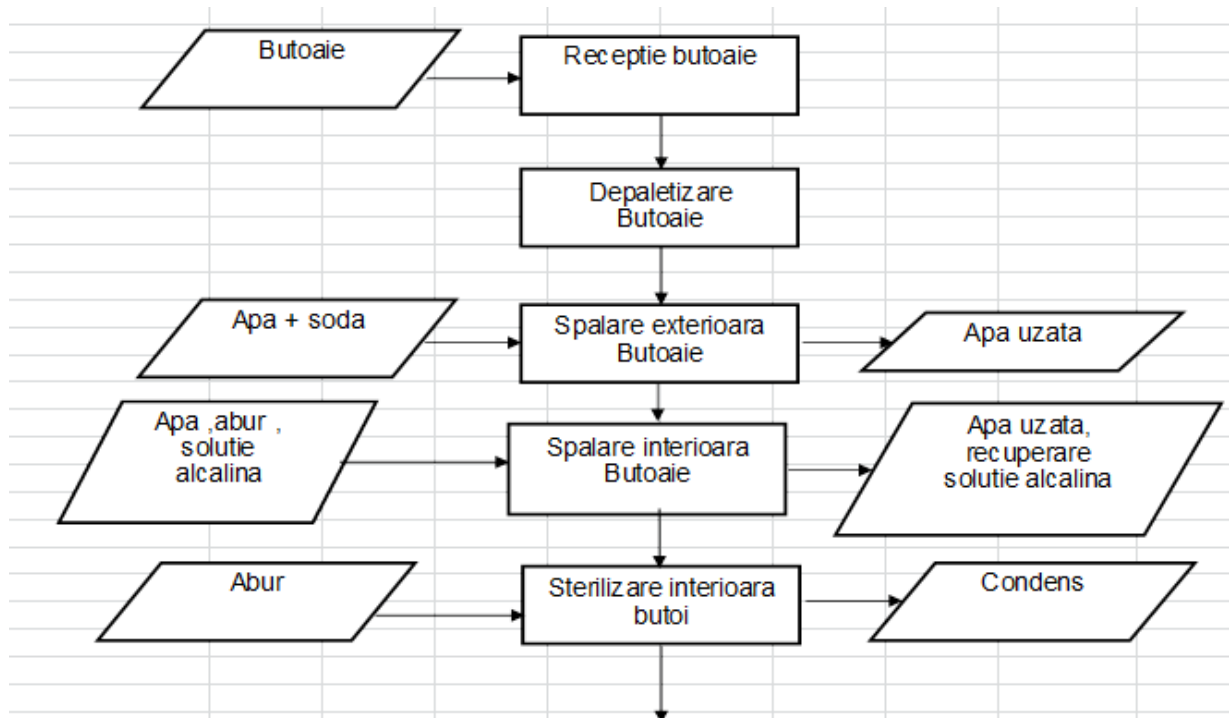 Butoaie
Receptie butoaie
Depaletizare
Butoaie
Apa + soda
Spalare exterioara
Butoaie
Apa uzata
Apa ,abur ,
solutie
alcalina
Spalare interioara
Butoaie
Apa uzata,
recuperare
solutie alcalina
Abur
Sterilizare interioara
butoi
Condens